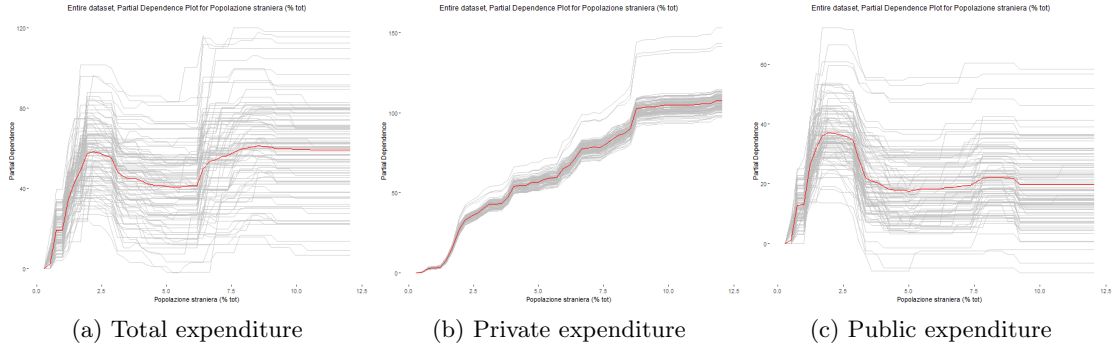 Entire dataset, Partial Dependence Plot for Popolazione straniera (% tot)
120
80
40
0
Partial Dependence
0.0 2.5 5.0 7.5 10.0 12.5
Popolazione straniera (% tot)
(a) Total expenditure
Entire dataset, Partial Dependence Plot for Popolazione straniera (% tot)
150
100
50
0
Partial Dependence
0.0 2.5 5.0 7.5 10.0 12.5
Popolazione straniera (% tot)
(b) Private expenditure
Entire dataset, Partial Dependence Plot for Popolazione straniera (% tot)
60
40
20
0
Partial Dependence
0.0 2.5 5.0 7.5 10.0 12.5
Popolazione straniera (% tot)
(c) Public expenditure